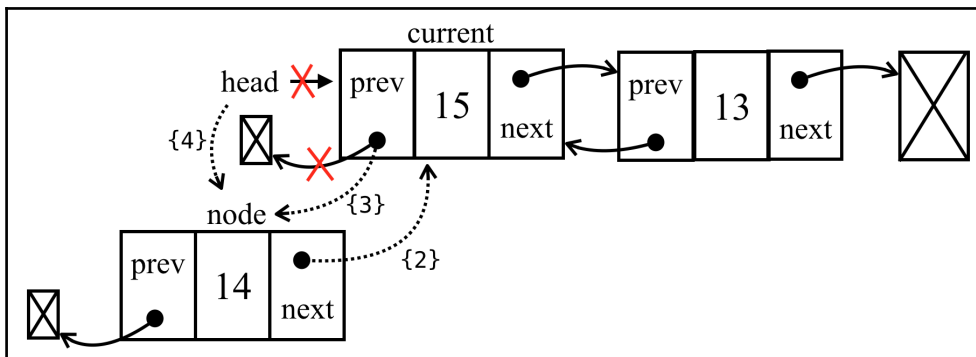 current
head
prev
15
next
prev
13
next
{4}
{3}
node
{2}
prev
14
next